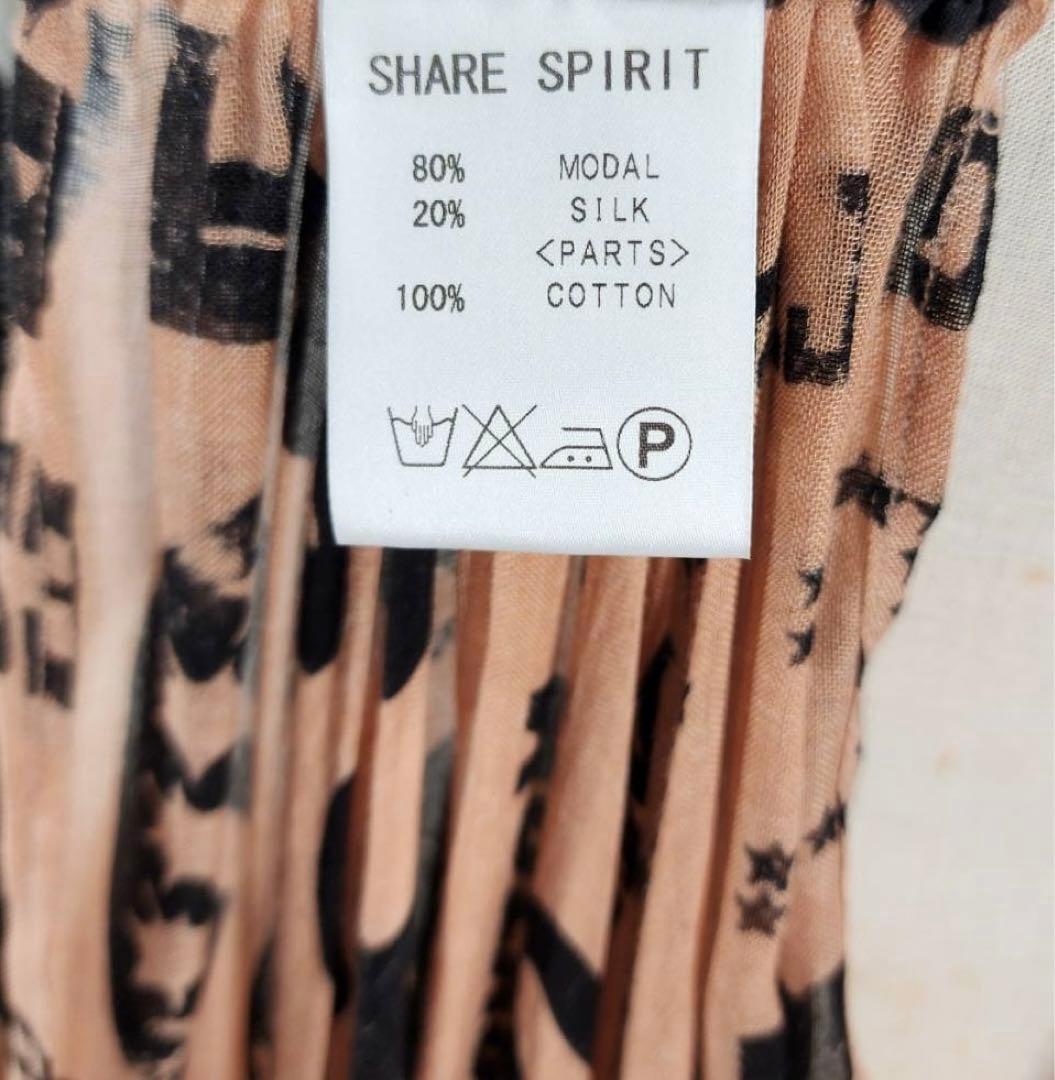 SHARE SPIRIT
80% MODAL
20% SILK
<PARTS>
100% COTTON
P